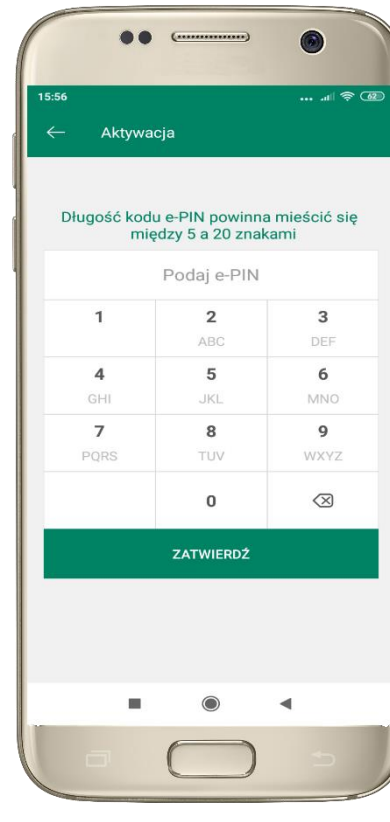 15:56
... 62
Aktywacja
Długość kodu e-PIN powinna mieścić się
między 5 a 20 znakami
Podaj e-PIN
1 2 3
ABC DEF
4 5 6
GHI JKL MNO
7 8 9
PQRS TUV WXYZ
0
ZATWIERDŹ